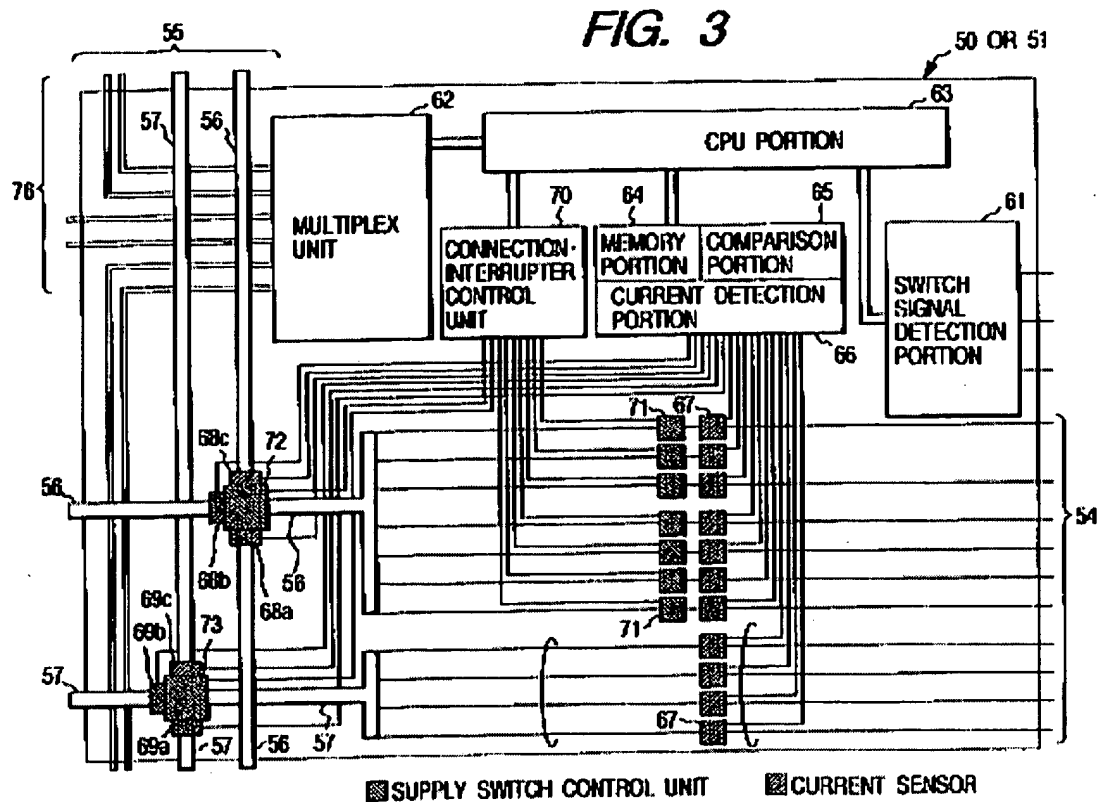 FIG. 3
55
50 OR 51
62
63
57
56
CPU PORTION
76
70
64
65
61
MULTIPLEX
UNIT
CONNECTION·
INTERRUPTER
CONTROL
UNIT
MEMORY
PORTION
COMPARISON
PORTION
CURRENT DETECTION
PORTION
SWITCH
SIGNAL
DETECTION
PORTION
66
71
67
68c
72
56
54
68b
56
68a
69c
69b
73
71
57
67
69a
57
56
57
SUPPLY SWITCH CONTROL UNIT
CURRENT SENSOR